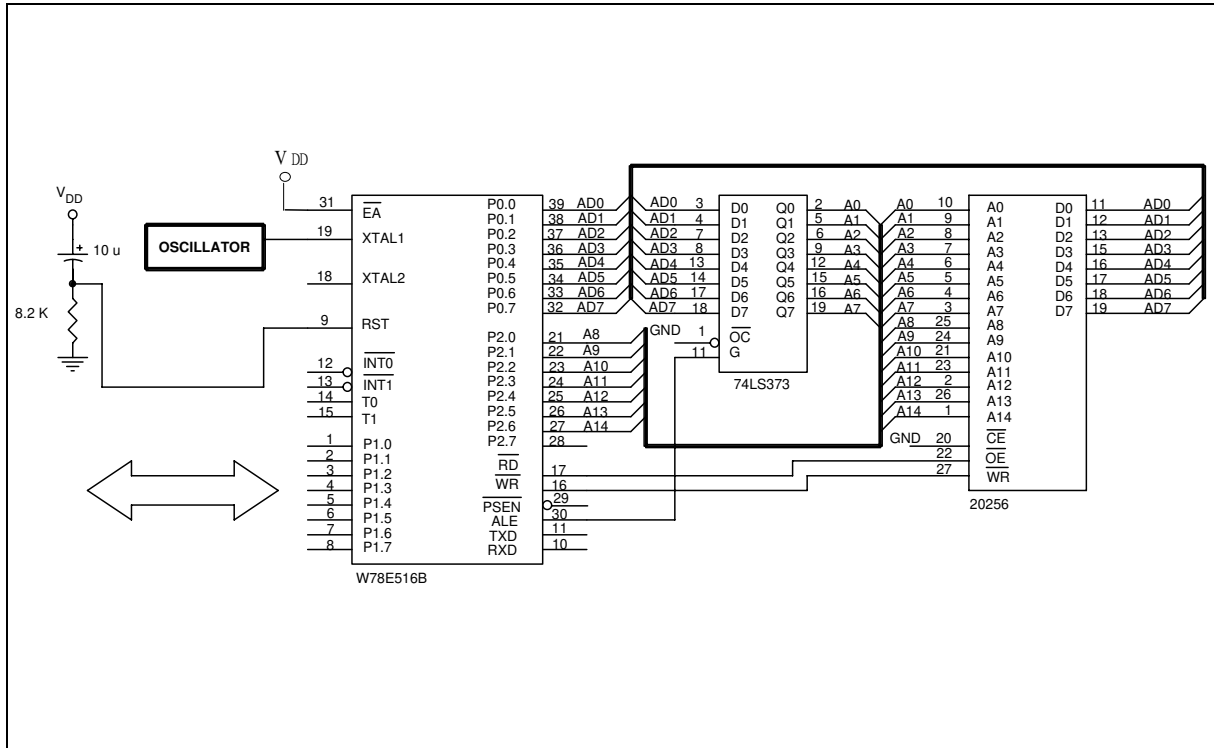 V DD
VDD
10 u
8.2 K
OSCILLATOR
31 EA
19 XTAL1
18 XTAL2
9 RST
12 INT0
13 INT1
14 T0
15 T1
1 P1.0
2 P1.1
3 P1.2
4 P1.3
5 P1.4
6 P1.5
7 P1.6
8 P1.7
P0.0 39 AD0
P0.1 38 AD1
P0.2 37 AD2
P0.3 36 AD3
P0.4 35 AD4
P0.5 34 AD5
P0.6 33 AD6
P0.7 32 AD7
P2.0 21 A8
P2.1 22 A9
P2.2 23 A10
P2.3 24 A11
P2.4 25 A12
P2.5 26 A13
P2.6 27 A14
P2.7 28
RD 17
WR 16
PSEN 29
ALE 30
TXD 11
RXD 10
W78E516B
AD0 3 D0 Q0 2 A0
AD1 4 D1 Q1 5 A1
AD2 7 D2 Q2 6 A2
AD3 8 D3 Q3 9 A3
AD4 13 D4 Q4 12 A4
AD5 14 D5 Q5 15 A5
AD6 17 D6 Q6 16 A6
AD7 18 D7 Q7 19 A7
GND 1 OC
11 G
74LS373
A0 10 A0 D0 11 AD0
A1 9 A1 D1 12 AD1
A2 8 A2 D2 13 AD2
A3 7 A3 D3 15 AD3
A4 6 A4 D4 16 AD4
A5 5 A5 D5 17 AD5
A6 4 A6 D6 18 AD6
A7 3 A7 D7 19 AD7
A8 25 A8
A9 24 A9
A10 21 A10
A11 23 A11
A12 2 A12
A13 26 A13
A14 1 A14
GND 20 CE
22 OE
27 WR
20256